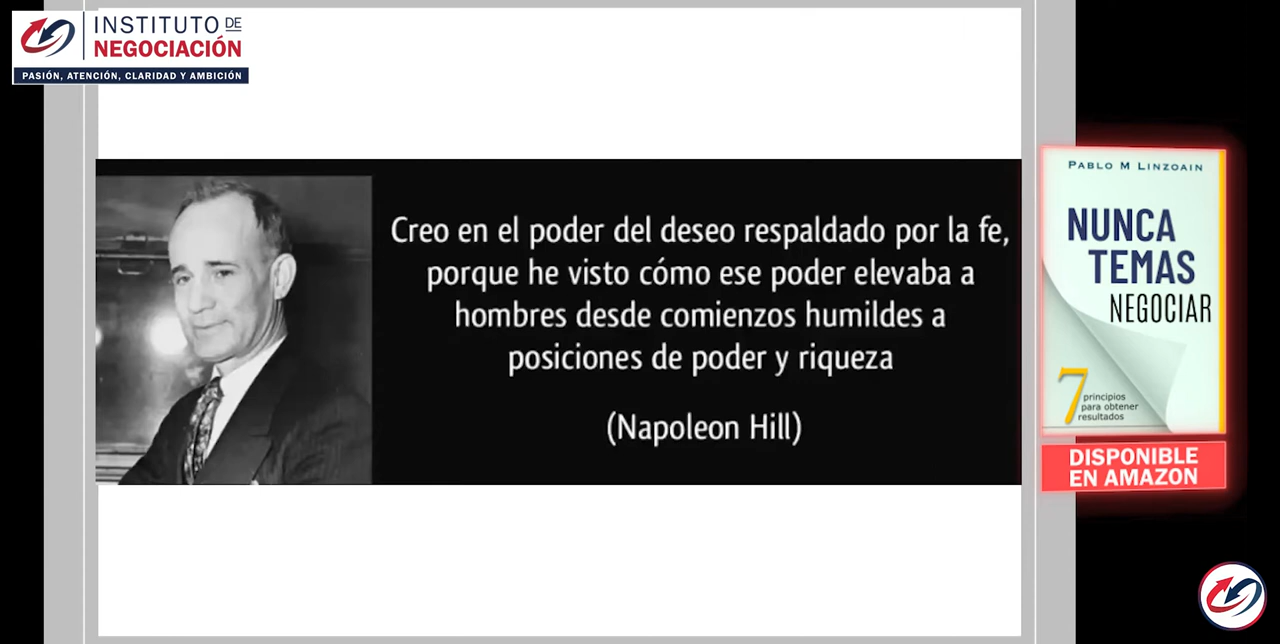 INSTITUTO DE
NEGOCIACIÓN
PASIÓN, ATENCIÓN, CLARIDAD Y AMBICIÓN
Creo en el poder del deseo respaldado por la fe,
porque he visto cómo ese poder elevaba a
hombres desde comienzos humildes a
posiciones de poder y riqueza
(Napoleon Hill)
PABLO M LINZOAIN
NUNCA
TEMAS
NEGOCIAR
7 principios
para obtener
resultados
DISPONIBLE
EN AMAZON